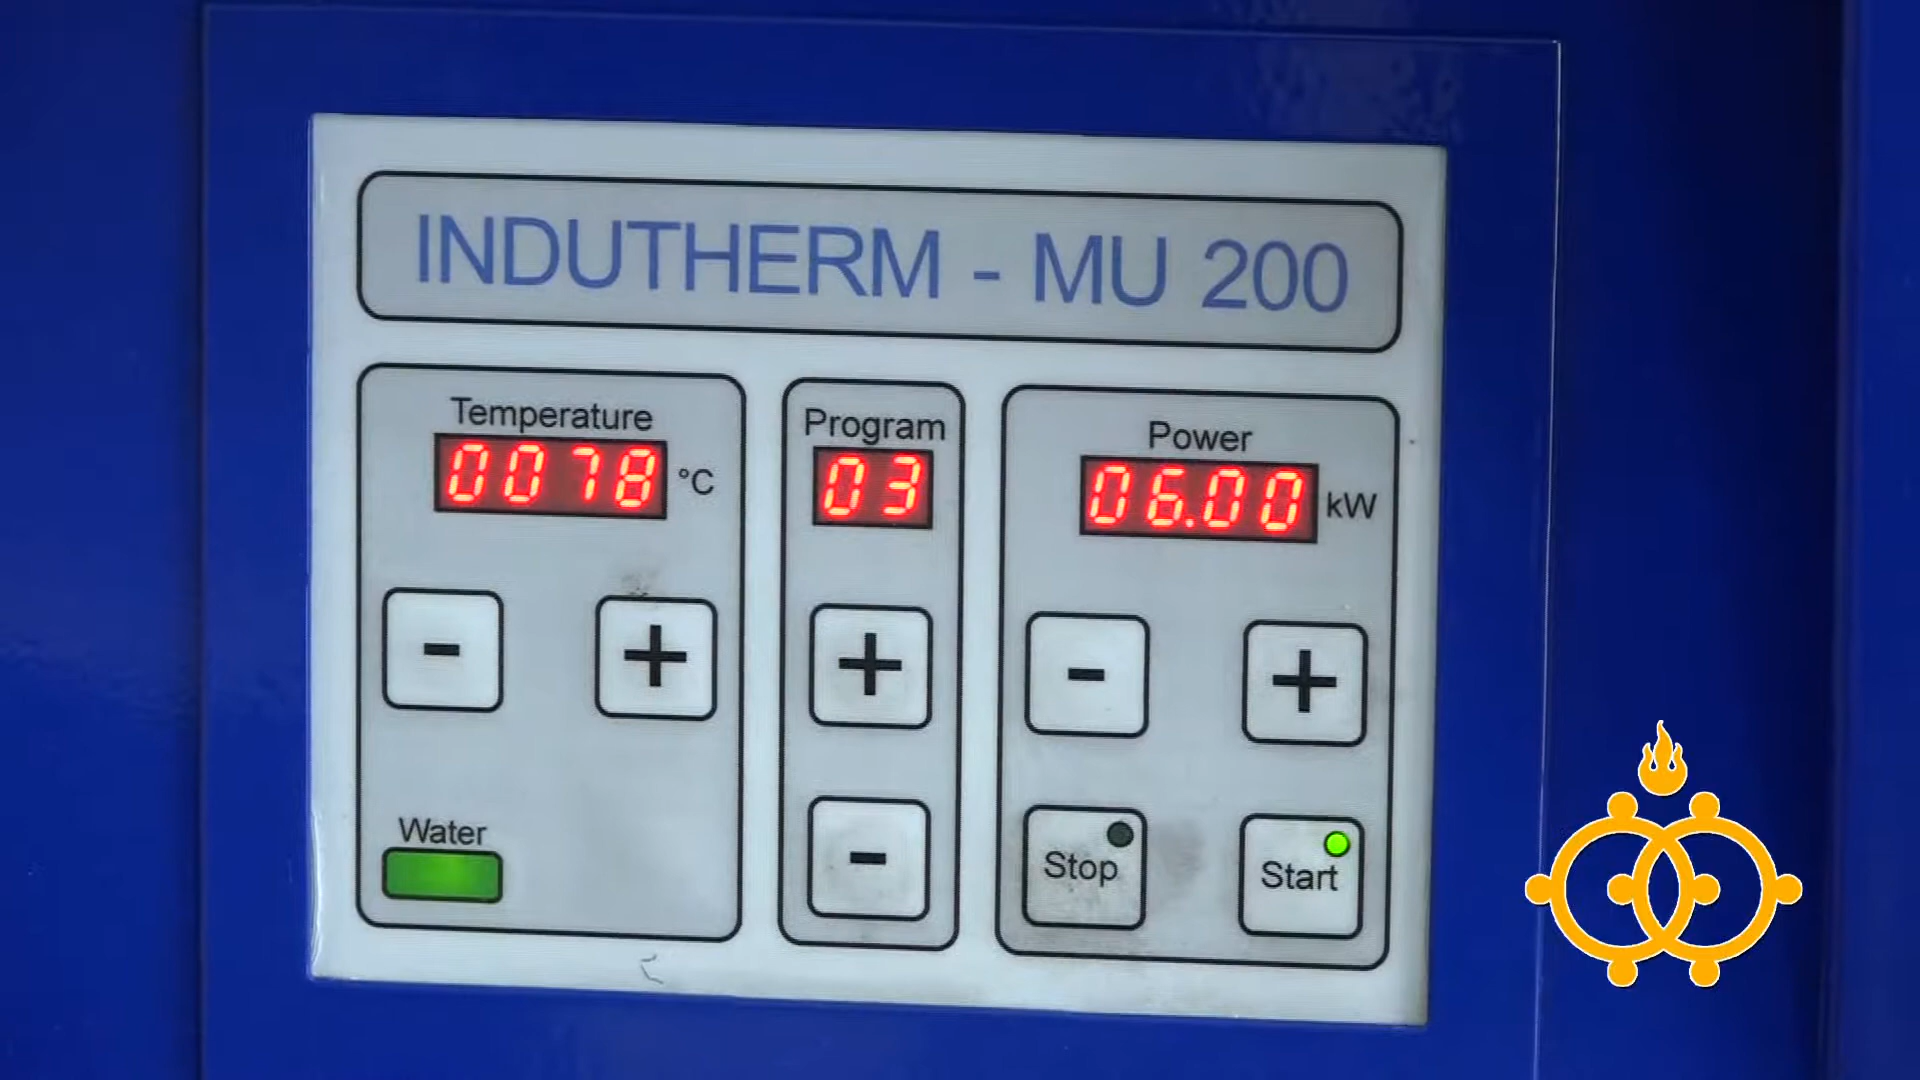 INDUTHERM - MU 200
Temperature
0078 °C
- +
Water
Program
03
+
-
Power
06.00 kW
- +
Stop Start